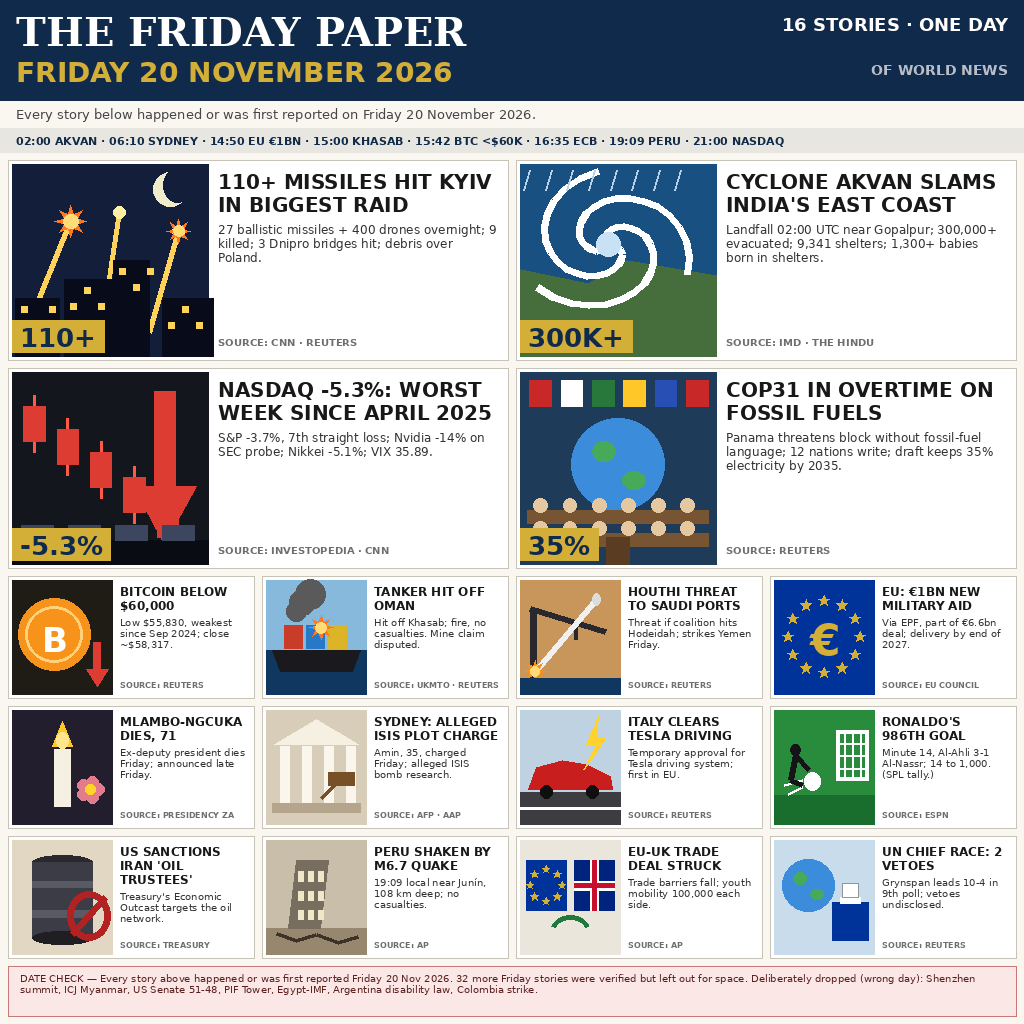 THE FRIDAY PAPER
16 STORIES · ONE DAY
FRIDAY 20 NOVEMBER 2026
OF WORLD NEWS
Every story below happened or was first reported on Friday 20 November 2026.
02:00 AKVAN · 06:10 SYDNEY · 14:50 EU €1BN · 15:00 KHASAB · 15:42 BTC <$60K · 16:35 ECB · 19:09 PERU · 21:00 NASDAQ
110+ MISSILES HIT KYIV
IN BIGGEST RAID
27 ballistic missiles + 400 drones overnight; 9
killed; 3 Dnipro bridges hit; debris over
Poland.
110+
SOURCE: CNN · REUTERS
CYCLONE AKVAN SLAMS
INDIA'S EAST COAST
Landfall 02:00 UTC near Gopalpur; 300,000+
evacuated; 9,341 shelters; 1,300+ babies
born in shelters.
300K+
SOURCE: IMD · THE HINDU
NASDAQ -5.3%: WORST
WEEK SINCE APRIL 2025
S&P -3.7%, 7th straight loss; Nvidia -14% on
SEC probe; Nikkei -5.1%; VIX 35.89.
-5.3%
SOURCE: INVESTOPEDIA · CNN
COP31 IN OVERTIME ON
FOSSIL FUELS
Panama threatens block without fossil-fuel
language; 12 nations write; draft keeps 35%
electricity by 2035.
35%
SOURCE: REUTERS
B
BITCOIN BELOW
$60,000
Low $55,830, weakest
since Sep 2024; close
~$58,317.
SOURCE: REUTERS
TANKER HIT OFF
OMAN
Hit off Khasab; fire, no
casualties. Mine claim
disputed.
SOURCE: UKMTO · REUTERS
HOUTHI THREAT
TO SAUDI PORTS
Threat if coalition hits
Hodeidah; strikes Yemen
Friday.
SOURCE: REUTERS
€
EU: €1BN NEW
MILITARY AID
Via EPF, part of €6.6bn
deal; delivery by end of
2027.
SOURCE: EU COUNCIL
MLAMBO-NGCUKA
DIES, 71
Ex-deputy president dies
Friday; announced late
Friday.
SOURCE: PRESIDENCY ZA
SYDNEY: ALLEGED
ISIS PLOT CHARGE
Amin, 35, charged
Friday; alleged ISIS
bomb research.
SOURCE: AFP · AAP
ITALY CLEARS
TESLA DRIVING
Temporary approval for
Tesla driving system;
first in EU.
SOURCE: REUTERS
RONALDO'S
986TH GOAL
Minute 14, Al-Ahli 3-1
Al-Nassr; 14 to 1,000.
(SPL tally.)
SOURCE: ESPN
US SANCTIONS
IRAN 'OIL
TRUSTEES'
Treasury's Economic
Outcast targets the oil
network.
SOURCE: TREASURY
PERU SHAKEN BY
M6.7 QUAKE
19:09 local near Junín,
108 km deep; no
casualties.
SOURCE: AP
EU-UK TRADE
DEAL STRUCK
Trade barriers fall; youth
mobility 100,000 each
side.
SOURCE: AP
UN CHIEF RACE: 2
VETOES
Grynspan leads 10-4 in
9th poll; vetoes
undisclosed.
SOURCE: REUTERS
DATE CHECK — Every story above happened or was first reported Friday 20 Nov 2026. 32 more Friday stories were verified but left out for space. Deliberately dropped (wrong day): Shenzhen
summit, ICJ Myanmar, US Senate 51-48, PIF Tower, Egypt-IMF, Argentina disability law, Colombia strike.